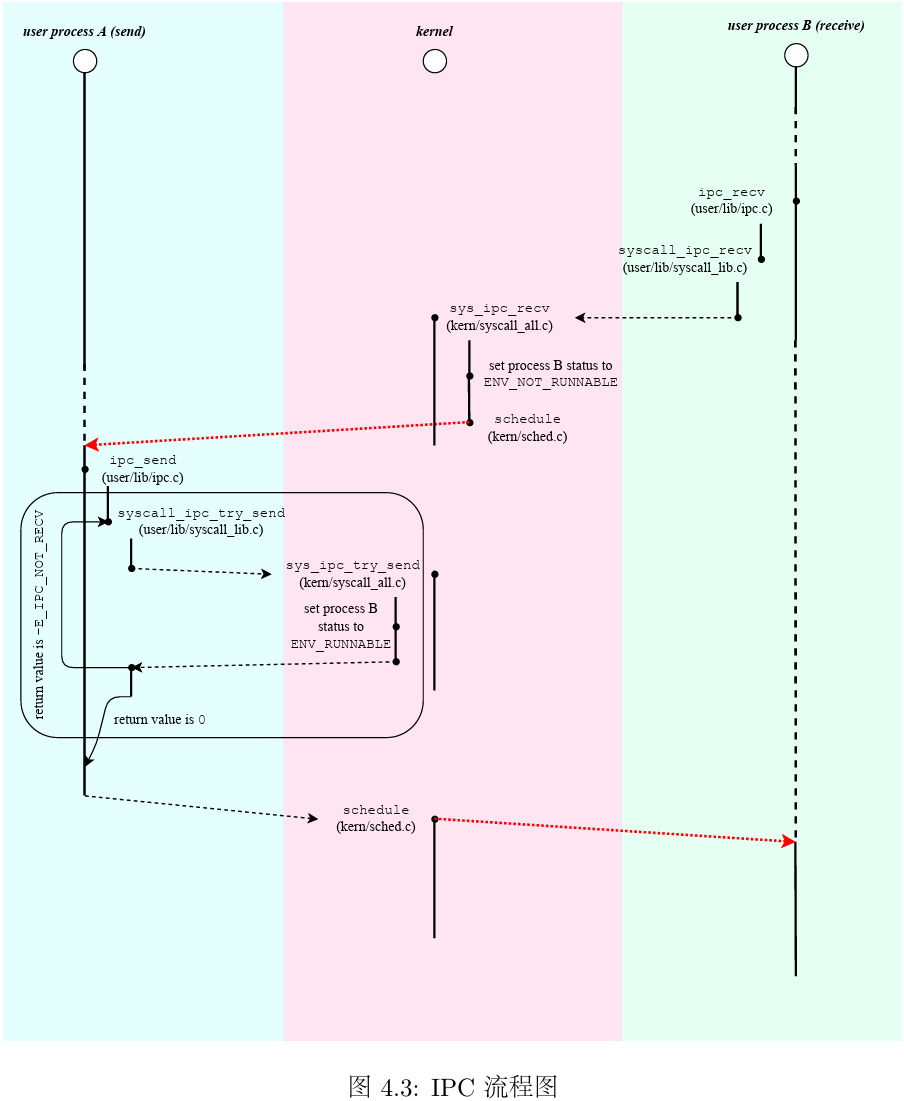 user process A (send)
kernel
user process B (receive)
ipc_recv
(user/lib/ipc.c)
syscall_ipc_recv
(user/lib/syscall_lib.c)
sys_ipc_recv
(kern/syscall_all.c)
set process B status to
ENV_NOT_RUNNABLE
schedule
(kern/sched.c)
ipc_send
(user/lib/ipc.c)
syscall_ipc_try_send
(user/lib/syscall_lib.c)
return value is -E_IPC_NOT_RECV
sys_ipc_try_send
(kern/syscall_all.c)
set process B
status to
ENV_RUNNABLE
return value is 0
schedule
(kern/sched.c)
图 4.3: IPC 流程图